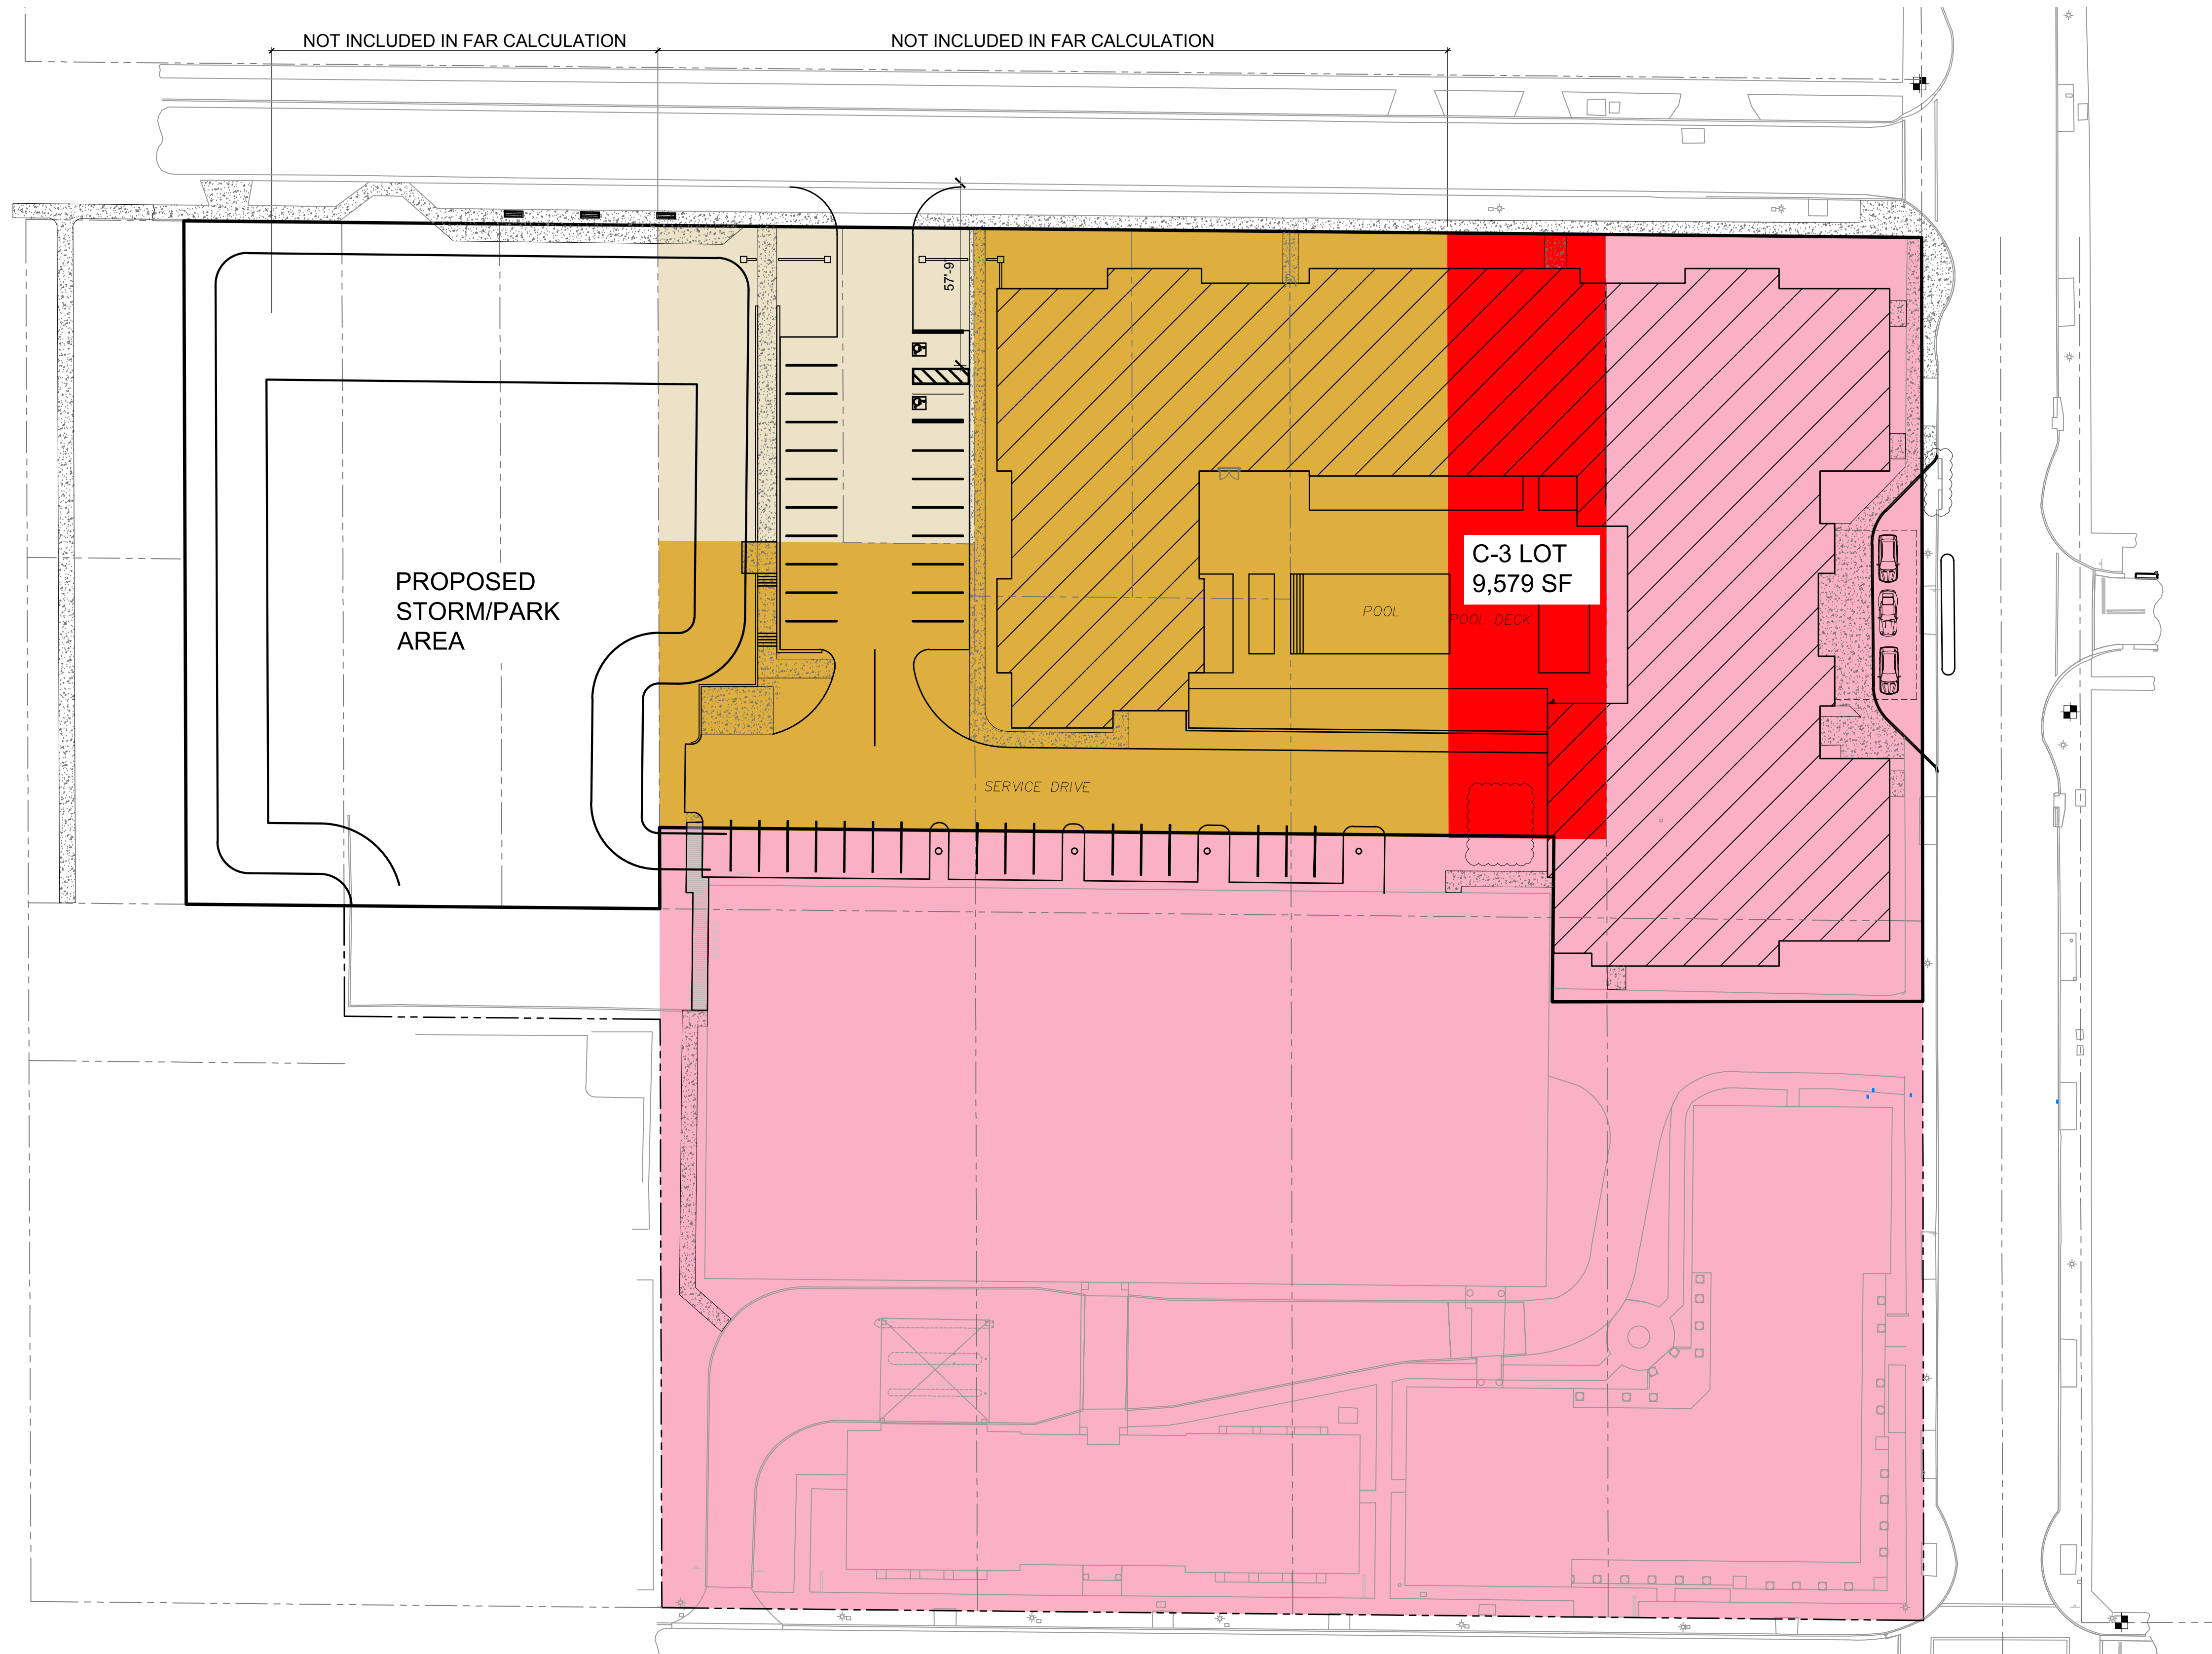 NOT INCLUDED IN FAR CALCULATION
NOT INCLUDED IN FAR CALCULATION
57'-9"
PROPOSED
STORM/PARK
AREA
C-3 LOT
9,579 SF
POOL
POOL DECK
SERVICE DRIVE